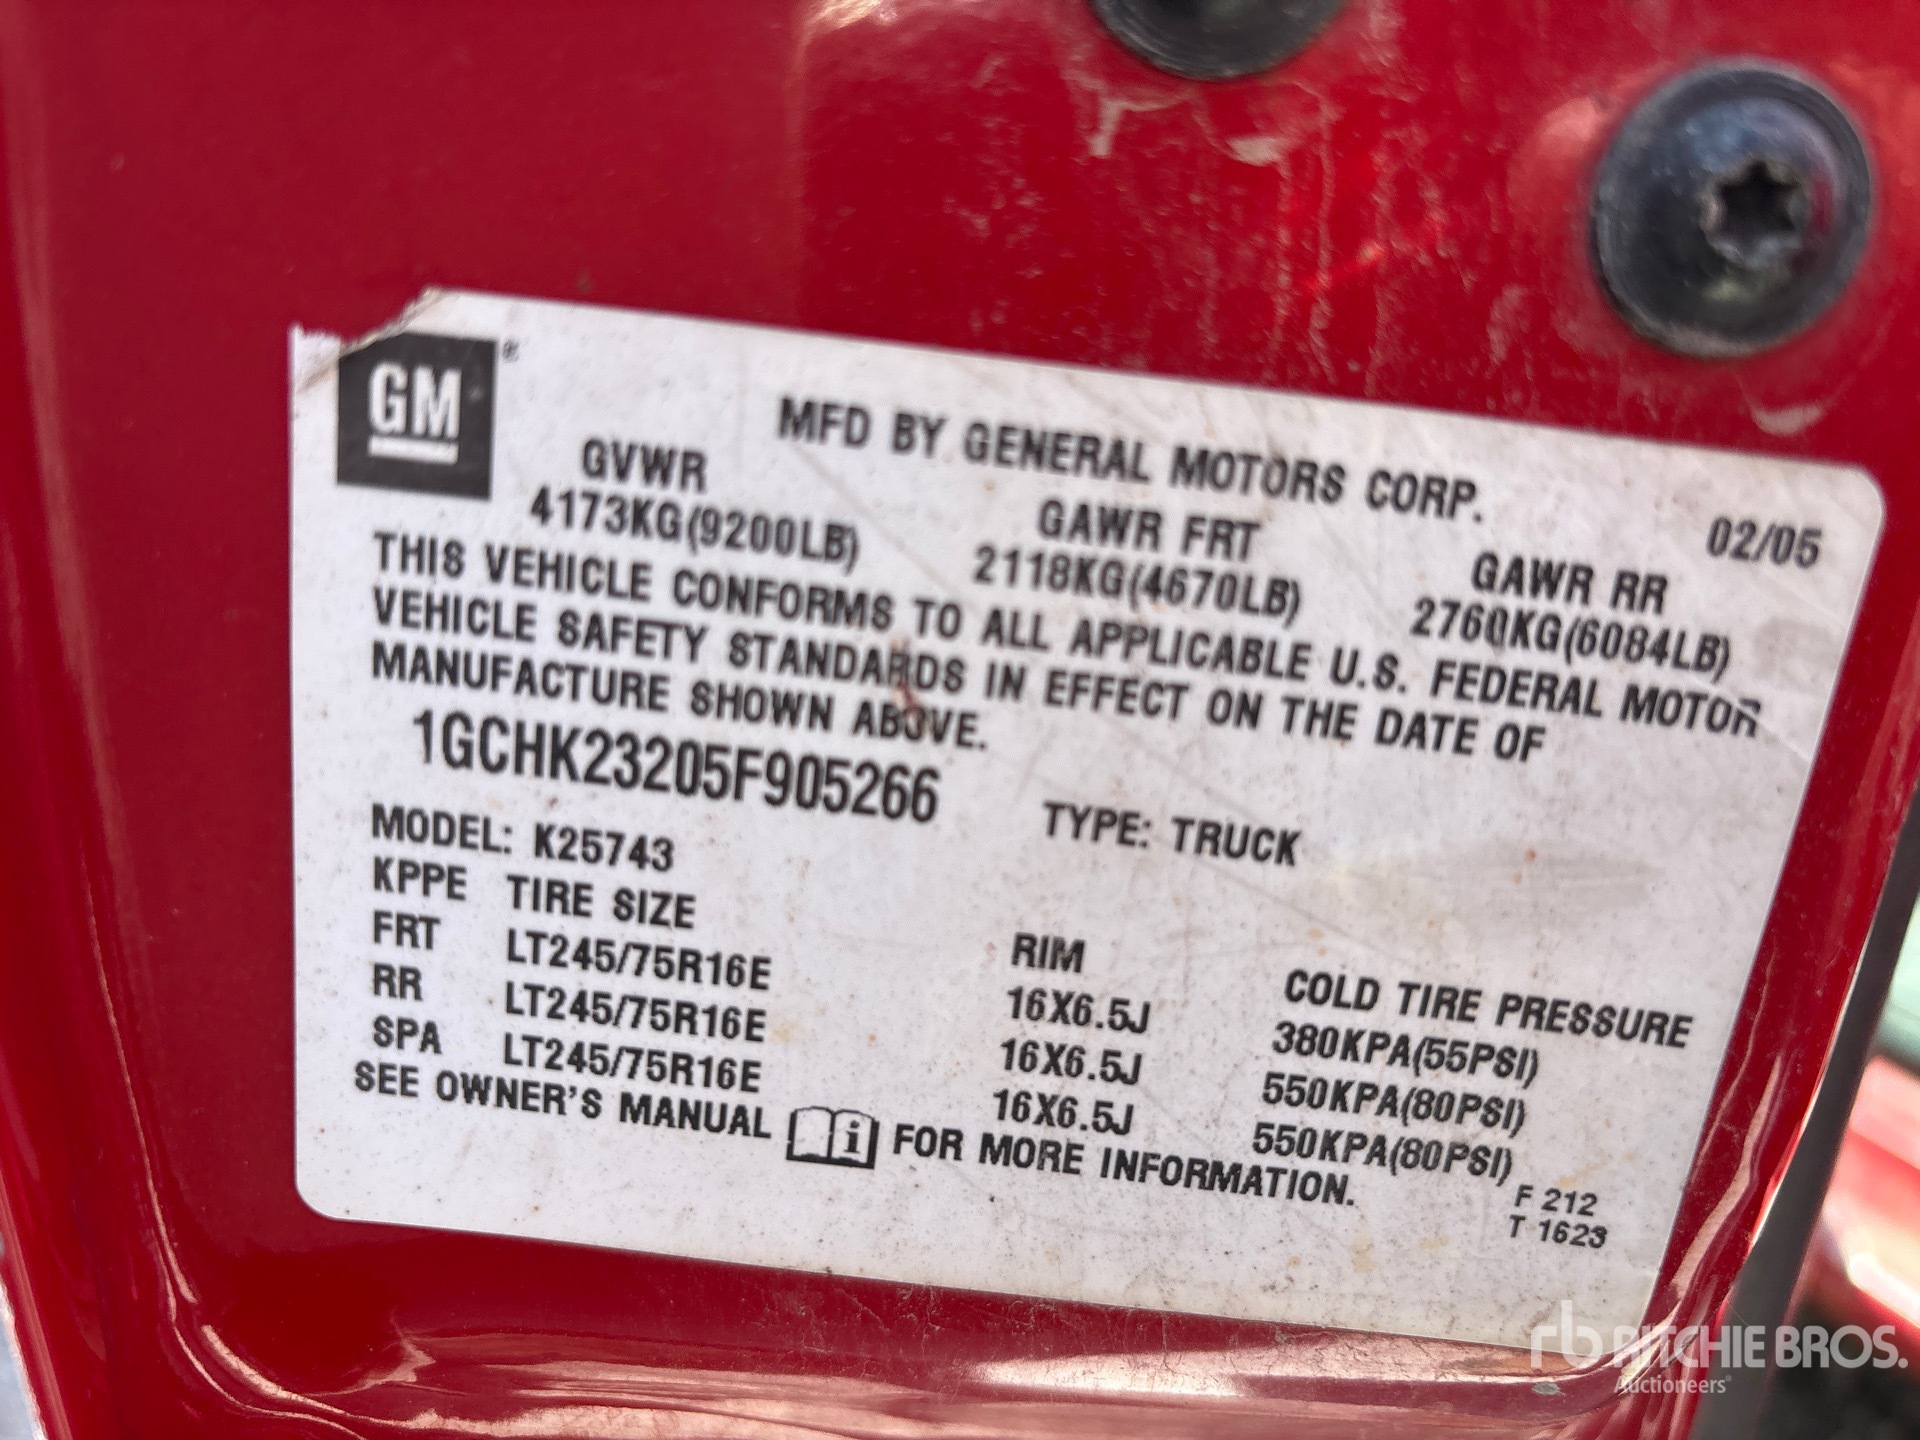 GM
MFD BY GENERAL MOTORS CORP. 02/05
GVWR GAWR FRT GAWR RR
4173KG(9200LB) 2118KG(4670LB) 2760KG(6084LB)
THIS VEHICLE CONFORMS TO ALL APPLICABLE U.S. FEDERAL MOTOR
VEHICLE SAFETY STANDARDS IN EFFECT ON THE DATE OF
MANUFACTURE SHOWN ABOVE.
1GCHK23205F905266 TYPE: TRUCK
MODEL: K25743
KPPE TIRE SIZE RIM COLD TIRE PRESSURE
FRT LT245/75R16E 16X6.5J 380KPA(55PSI)
RR LT245/75R16E 16X6.5J 550KPA(80PSI)
SPA LT245/75R16E 16X6.5J 550KPA(80PSI)
SEE OWNER'S MANUAL i FOR MORE INFORMATION.
F 212
T 1623
rb RITCHIE BROS.
Auctioneers